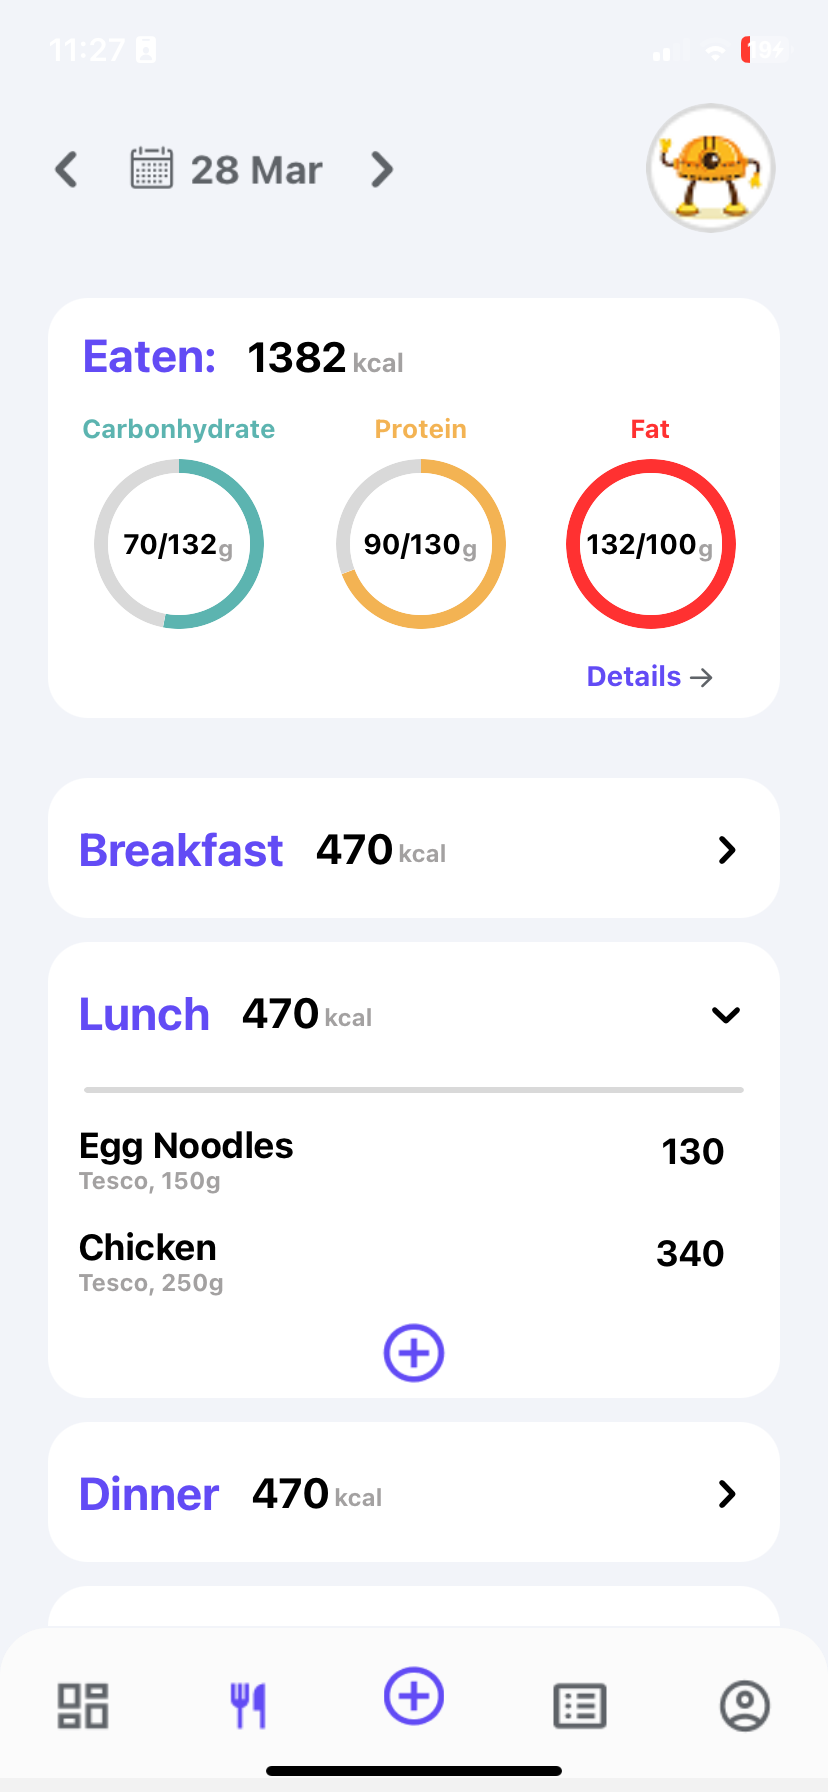 11:27
19
28 Mar
Eaten: 1382 kcal
Carbonhydrate Protein Fat
70/132g 90/130g 132/100g
Details →
Breakfast 470 kcal
Lunch 470 kcal
Egg Noodles 130
Tesco, 150g
Chicken 340
Tesco, 250g
Dinner 470 kcal